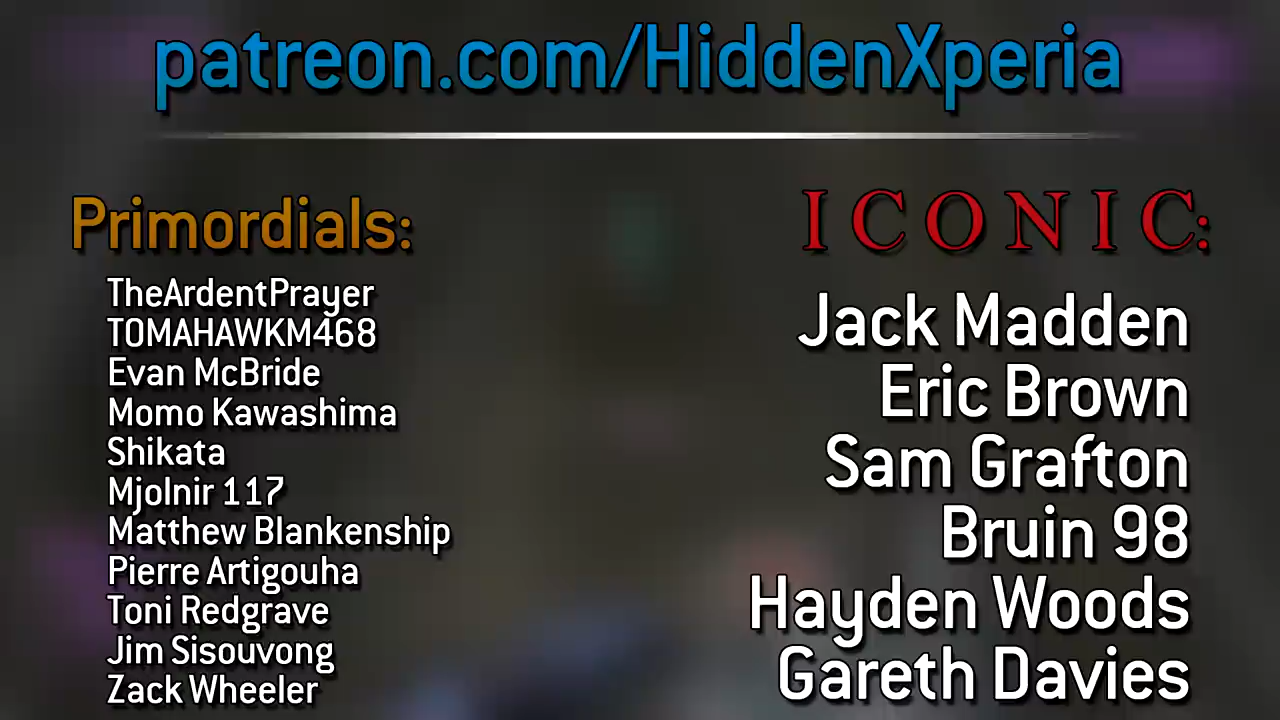 patreon.com/HiddenXperia
Primordials:
TheArdentPrayer
TOMAHAWKM468
Evan McBride
Momo Kawashima
Shikata
Mjolnir 117
Matthew Blankenship
Pierre Artigouha
Toni Redgrave
Jim Sisouvong
Zack Wheeler
ICONIC:
Jack Madden
Eric Brown
Sam Grafton
Bruin 98
Hayden Woods
Gareth Davies